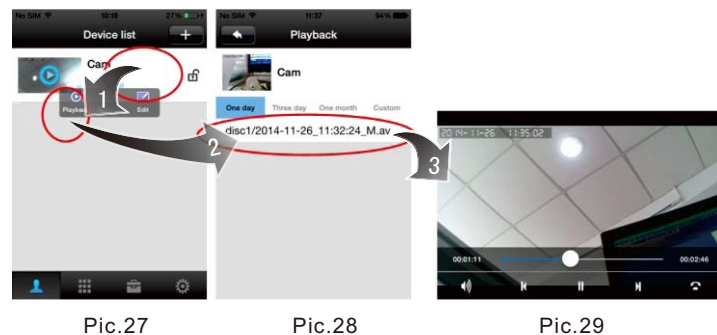 No SIM 10:18 27%
Device list +
Cam
Playback Edit
1
No SIM 11:37 94%
Playback
Cam
One day Three day One month Custom
disc1/2014-11-26_11:32:24_M.av
2
3
2014-11-26 11:35:02
00:01:11 00:02:46
Pic.27 Pic.28 Pic.29